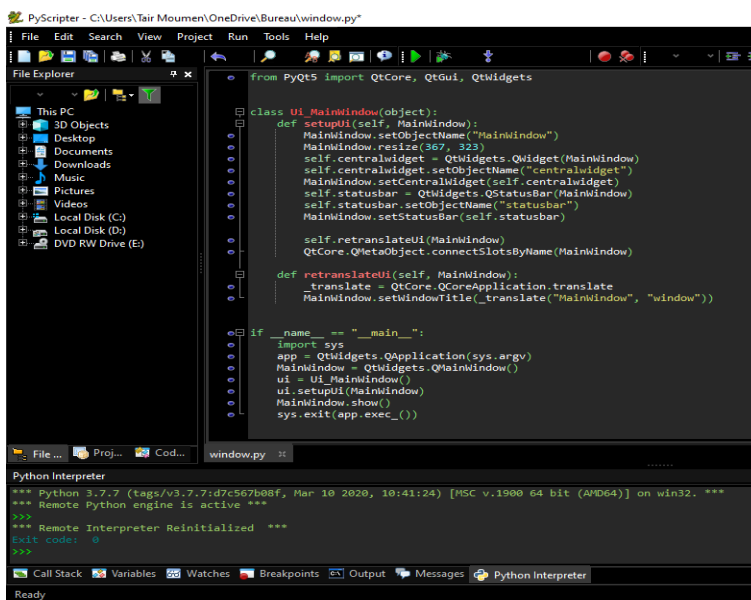 PyScripter - C:\Users\Tair Moumen\OneDrive\Bureau\window.py*
File Edit Search View Project Run Tools Help
File Explorer
This PC
3D Objects
Desktop
Documents
Downloads
Music
Pictures
Videos
Local Disk (C:)
Local Disk (D:)
DVD RW Drive (E:)
File ... Proj... Cod...
from PyQt5 import QtCore, QtGui, QtWidgets
class Ui_MainWindow(object):
def setupUi(self, MainWindow):
MainWindow.setObjectName("MainWindow")
MainWindow.resize(367, 323)
self.centralwidget = QtWidgets.QWidget(MainWindow)
self.centralwidget.setObjectName("centralwidget")
MainWindow.setCentralWidget(self.centralwidget)
self.statusbar = QtWidgets.QStatusBar(MainWindow)
self.statusbar.setObjectName("statusbar")
MainWindow.setStatusBar(self.statusbar)
self.retranslateUi(MainWindow)
QtCore.QMetaObject.connectSlotsByName(MainWindow)
def retranslateUi(self, MainWindow):
_translate = QtCore.QCoreApplication.translate
MainWindow.setWindowTitle(_translate("MainWindow", "window"))
if __name__ == "__main__":
import sys
app = QtWidgets.QApplication(sys.argv)
MainWindow = QtWidgets.QMainWindow()
ui = Ui_MainWindow()
ui.setupUi(MainWindow)
MainWindow.show()
sys.exit(app.exec_())
window.py
Python Interpreter
*** Python 3.7.7 (tags/v3.7.7:d7c567b08f, Mar 10 2020, 10:41:24) [MSC v.1900 64 bit (AMD64)] on win32. ***
*** Remote Python engine is active ***
>>>
*** Remote Interpreter Reinitialized ***
Exit code: 0
>>>
Call Stack Variables Watches Breakpoints Output Messages Python Interpreter
Ready